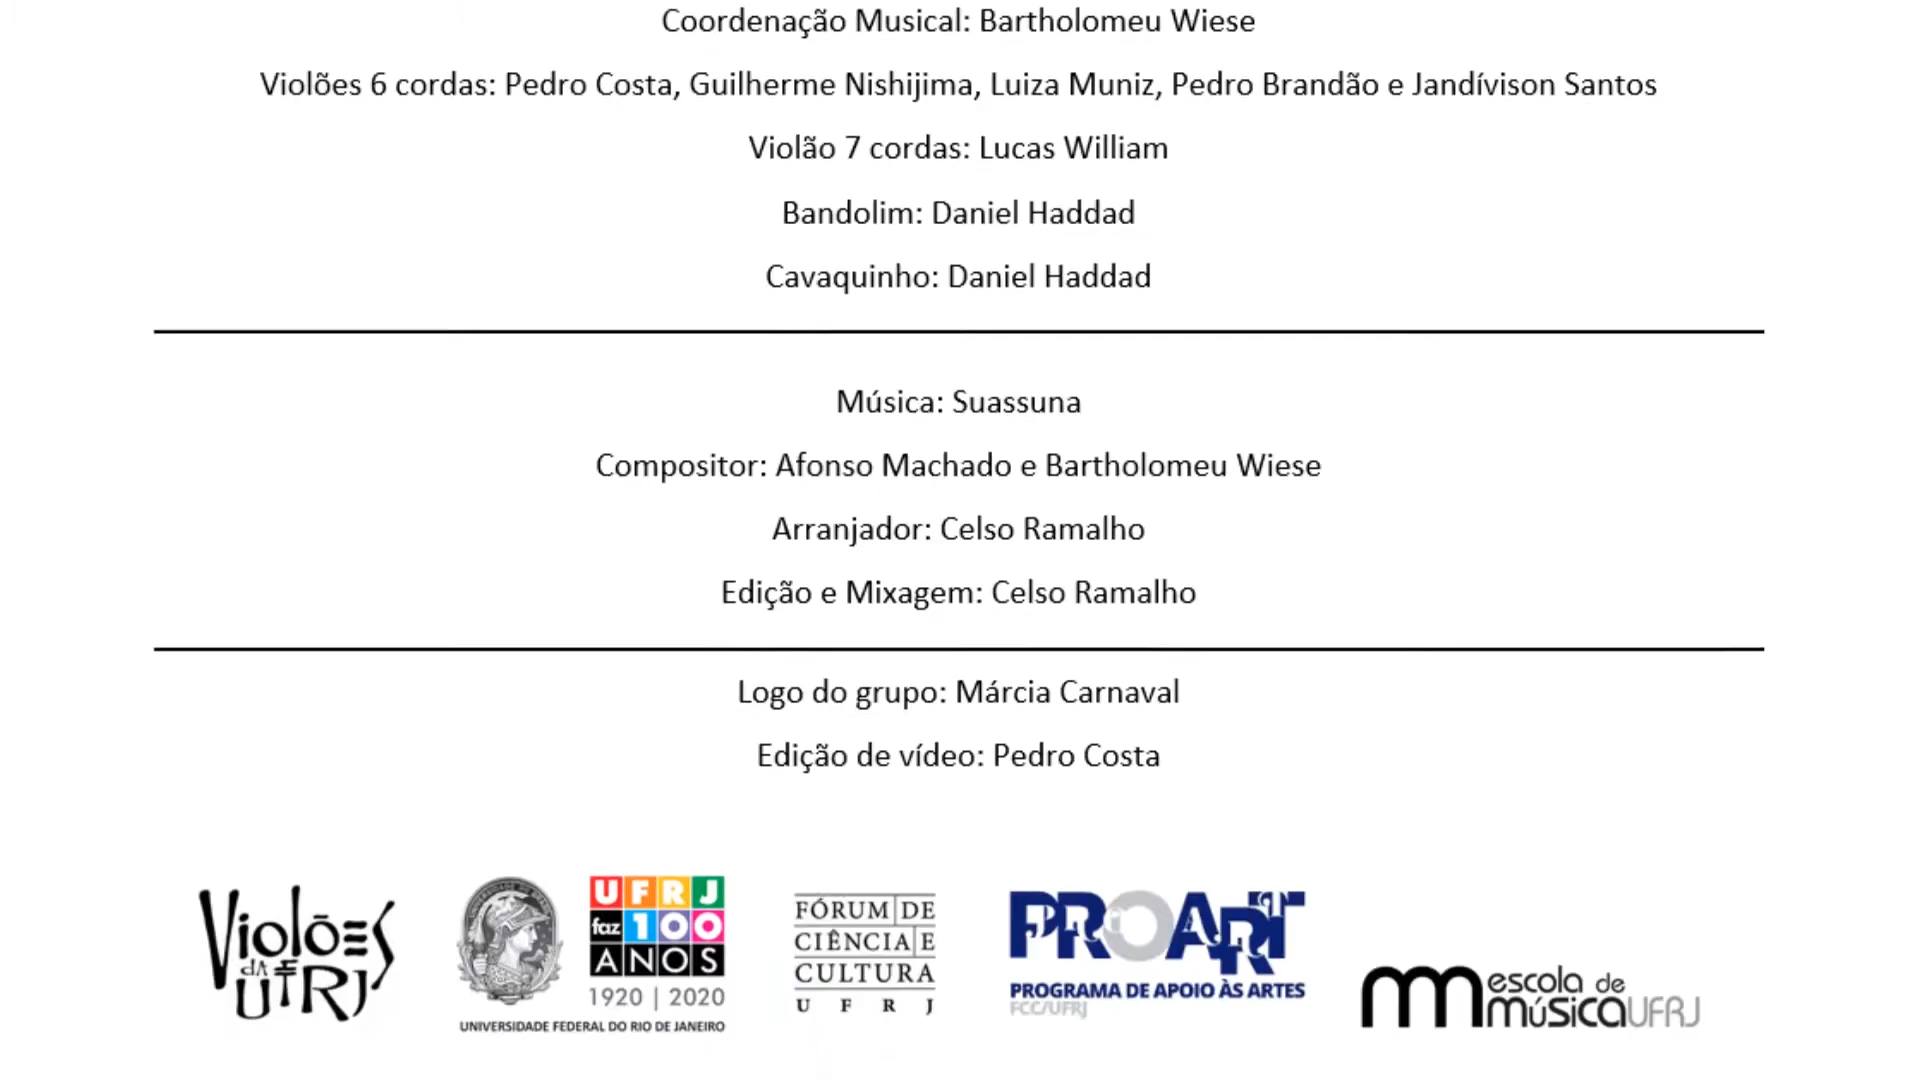 Coordenação Musical: Bartholomeu Wiese
Violões 6 cordas: Pedro Costa, Guilherme Nishijima, Luiza Muniz, Pedro Brandão e Jandívison Santos
Violão 7 cordas: Lucas William
Bandolim: Daniel Haddad
Cavaquinho: Daniel Haddad
Música: Suassuna
Compositor: Afonso Machado e Bartholomeu Wiese
Arranjador: Celso Ramalho
Edição e Mixagem: Celso Ramalho
Logo do grupo: Márcia Carnaval
Edição de vídeo: Pedro Costa
Violões
da
UFRJ
UFRJ
faz 100
ANOS
1920 | 2020
UNIVERSIDADE FEDERAL DO RIO DE JANEIRO
FÓRUM DE
CIÊNCIA E
CULTURA
UFRJ
PROART
PROGRAMA DE APOIO ÀS ARTES
FCC/UFRJ
escola de
músicaUFRJ